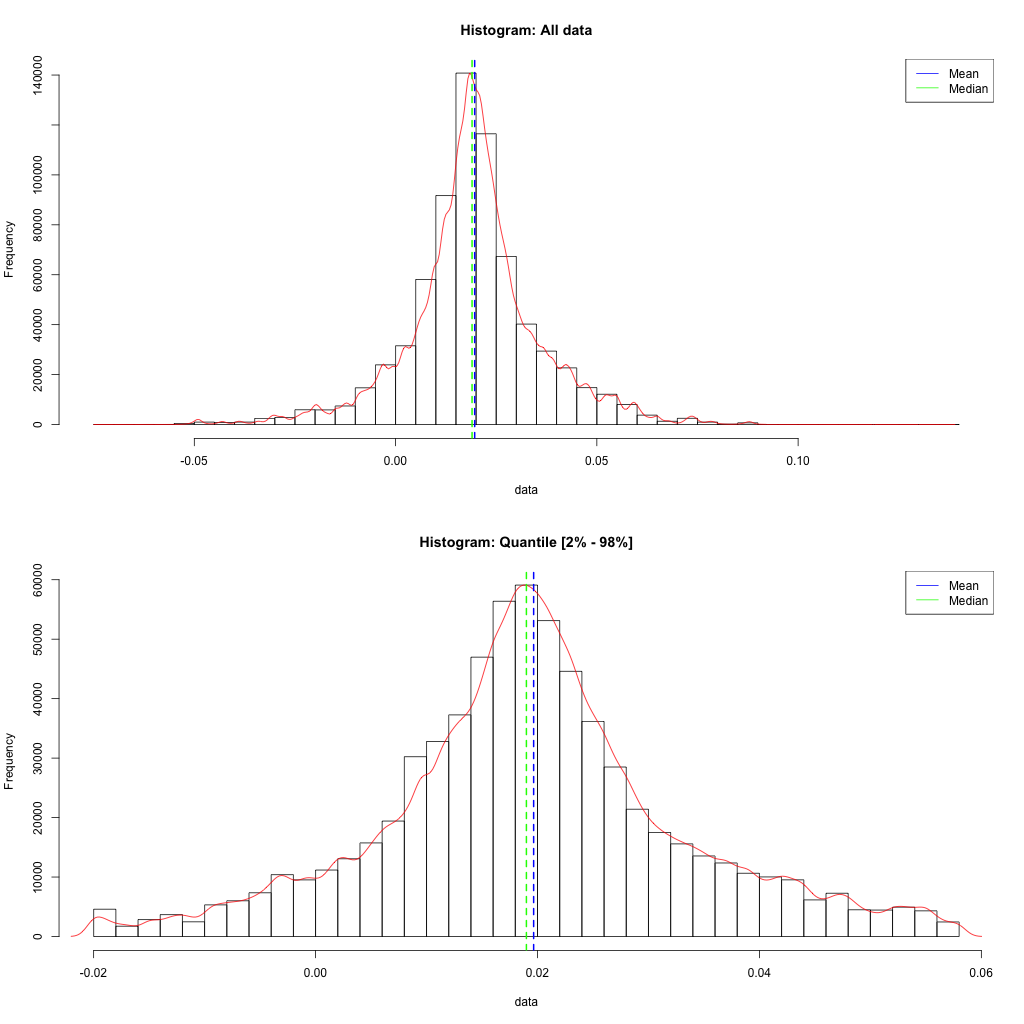 Histogram: All data
Mean
Median
Frequency
140000
100000
80000
60000
40000
20000
0
-0.05 0.00 0.05 0.10
data
Histogram: Quantile [2% - 98%]
Mean
Median
Frequency
60000
50000
40000
30000
20000
10000
0
-0.02 0.00 0.02 0.04 0.06
data